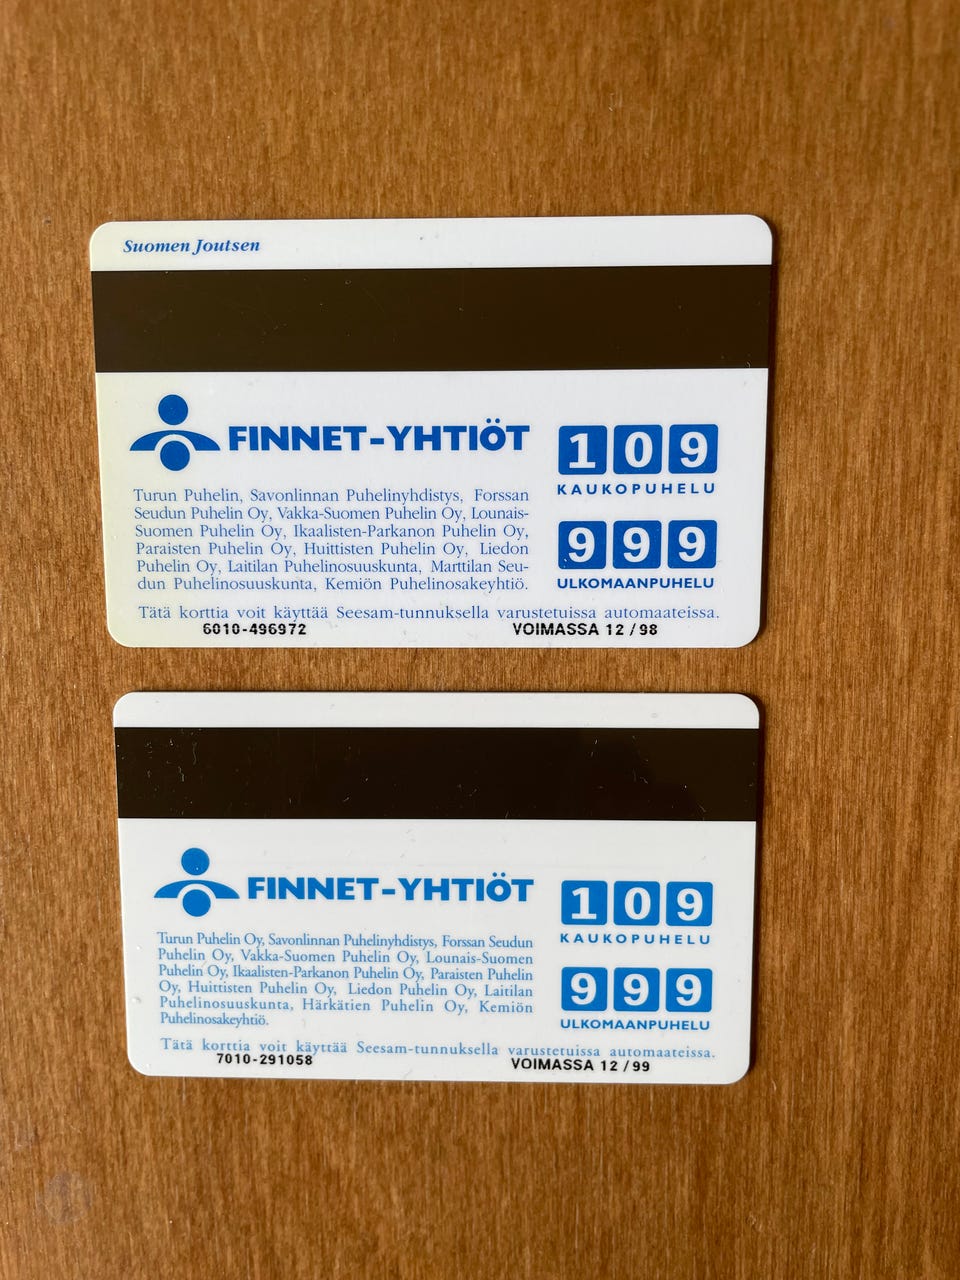 Suomen Joutsen
FINNET-YHTIÖT
109
KAUKOPUHELU
999
ULKOMAANPUHELU
Turun Puhelin, Savonlinnan Puhelinyhdistys, Forssan
Seudun Puhelin Oy, Vakka-Suomen Puhelin Oy, Lounais-
Suomen Puhelin Oy, Ikaalisten-Parkanon Puhelin Oy,
Paraisten Puhelin Oy, Huittisten Puhelin Oy, Liedon
Puhelin Oy, Laitilan Puhelinosuuskunta, Marttilan Seu-
dun Puhelinosuuskunta, Kemiön Puhelinosakeyhtiö.
Tätä korttia voit käyttää Seesam-tunnuksella varustetuissa automaateissa.
6010-496972 VOIMASSA 12/98
FINNET-YHTIÖT
109
KAUKOPUHELU
999
ULKOMAANPUHELU
Turun Puhelin Oy, Savonlinnan Puhelinyhdistys, Forssan Seudun
Puhelin Oy, Vakka-Suomen Puhelin Oy, Lounais-Suomen
Puhelin Oy, Ikaalisten-Parkanon Puhelin Oy, Paraisten Puhelin
Oy, Huittisten Puhelin Oy, Liedon Puhelin Oy, Laitilan
Puhelinosuuskunta, Härkätien Puhelin Oy, Kemiön
Puhelinosakeyhtiö.
Tätä korttia voit käyttää Seesam-tunnuksella varustetuissa automaateissa.
7010-291058 VOIMASSA 12/99